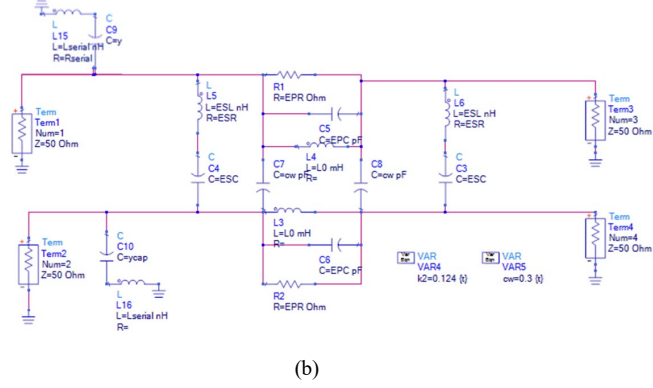 L
L15
L=Lserial nH
R=Rserial
C
C9
C=y
Term
Term1
Num=1
Z=50 Ohm
L
L5
L=ESL nH
R=ESR
C
C4
C=ESC
R1
R=EPR Ohm
C5
C=EPC pF
L4
L=L0 mH
R=
C7
C=cw pF
C8
C=cw pF
L
L6
L=ESL nH
R=ESR
C
C3
C=ESC
Term
Term3
Num=3
Z=50 Ohm
Term
Term2
Num=2
Z=50 Ohm
C
C10
C=ycap
L
L16
L=Lserial nH
R=
L3
L=L0 mH
R=
C6
C=EPC pF
R2
R=EPR Ohm
Var
Eqn
VAR
VAR4
k2=0.124 {t}
Var
Eqn
VAR
VAR5
cw=0.3 {t}
Term
Term4
Num=4
Z=50 Ohm
(b)